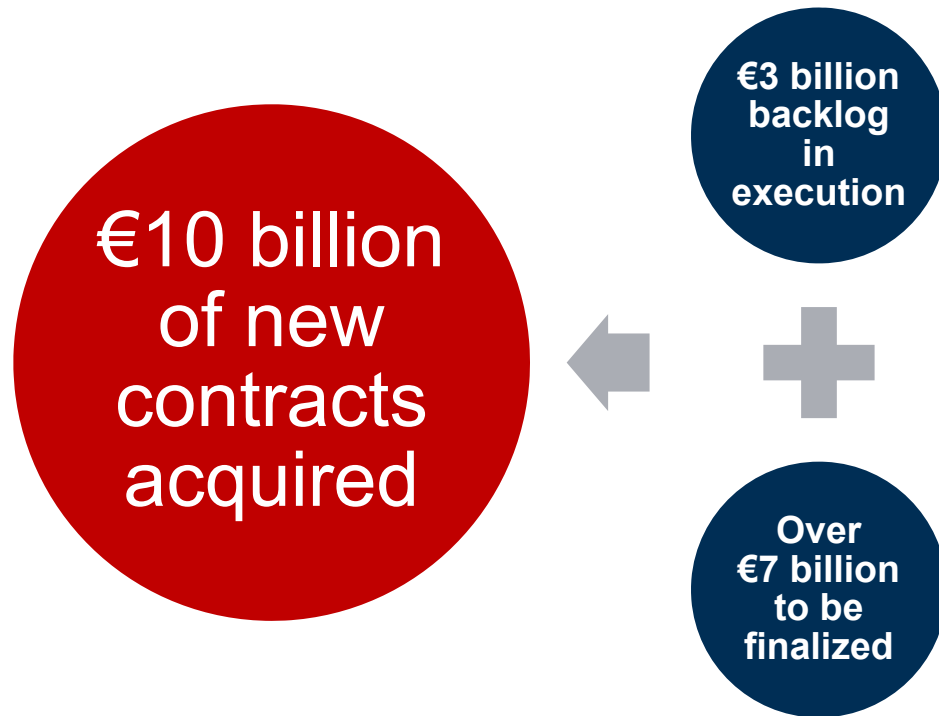 €10 billion
of new
contracts
acquired
€3 billion
backlog
in
execution
Over
€7 billion
to be
finalized